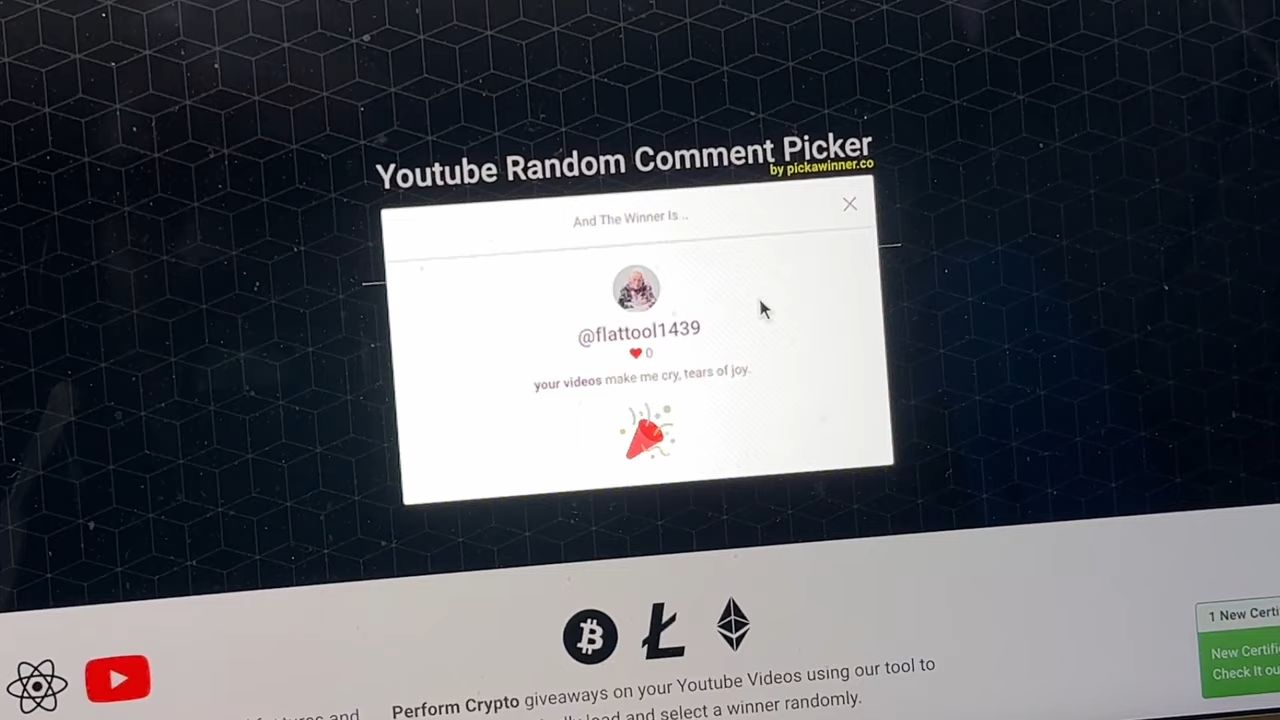 Youtube Random Comment Picker
by pickawinner.co
And The Winner Is ..
@flattool1439
0
your videos make me cry, tears of joy.
1 New Certi
New Certifi
Check It ou
Perform Crypto giveaways on your Youtube Videos using our tool to
load and select a winner randomly.
and